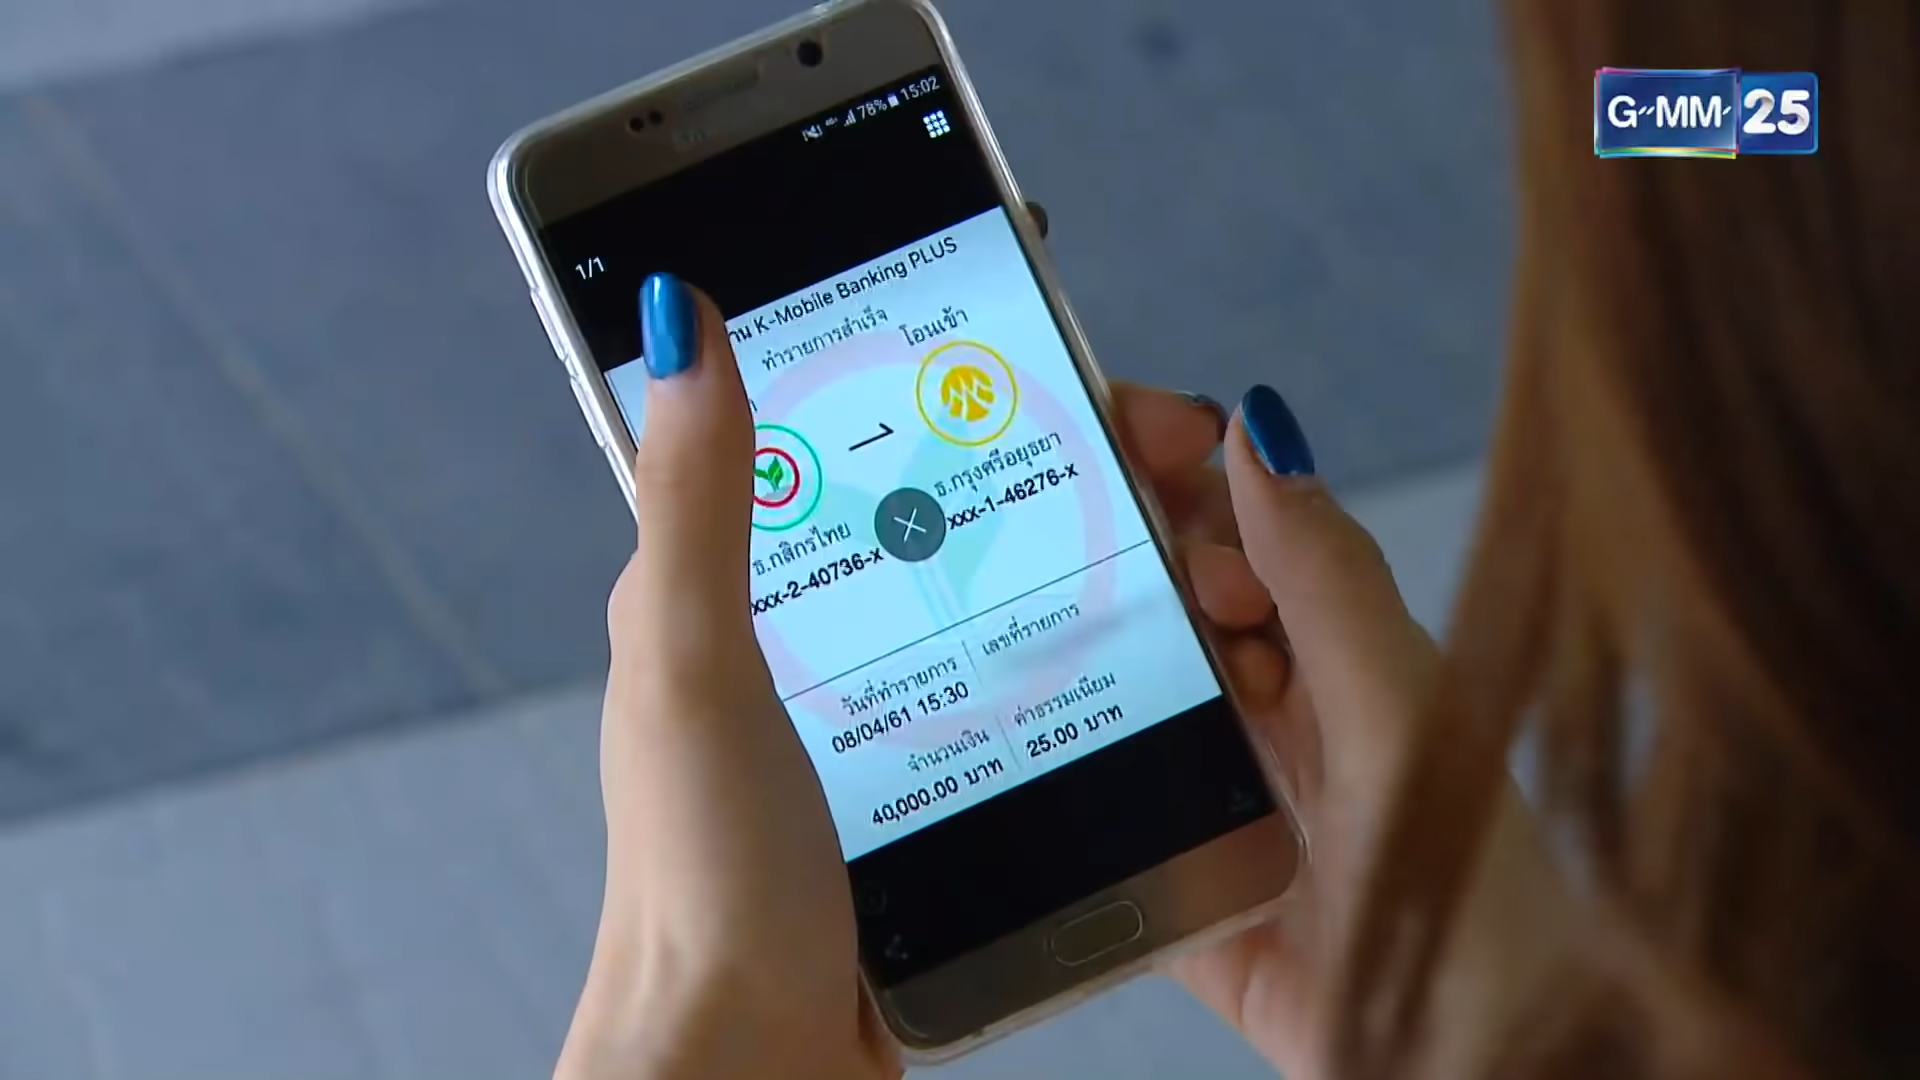 GMM 25
78% 15:02
1/1
าน K-Mobile Banking PLUS
ทำรายการสำเร็จ
โอนเข้า
ธ.กสิกรไทย
xxx-2-40736-x
ธ.กรุงศรีอยุธยา
xxx-1-46276-x
วันที่ทำรายการ
08/04/61 15:30
เลขที่รายการ
จำนวนเงิน
40,000.00 บาท
ค่าธรรมเนียม
25.00 บาท